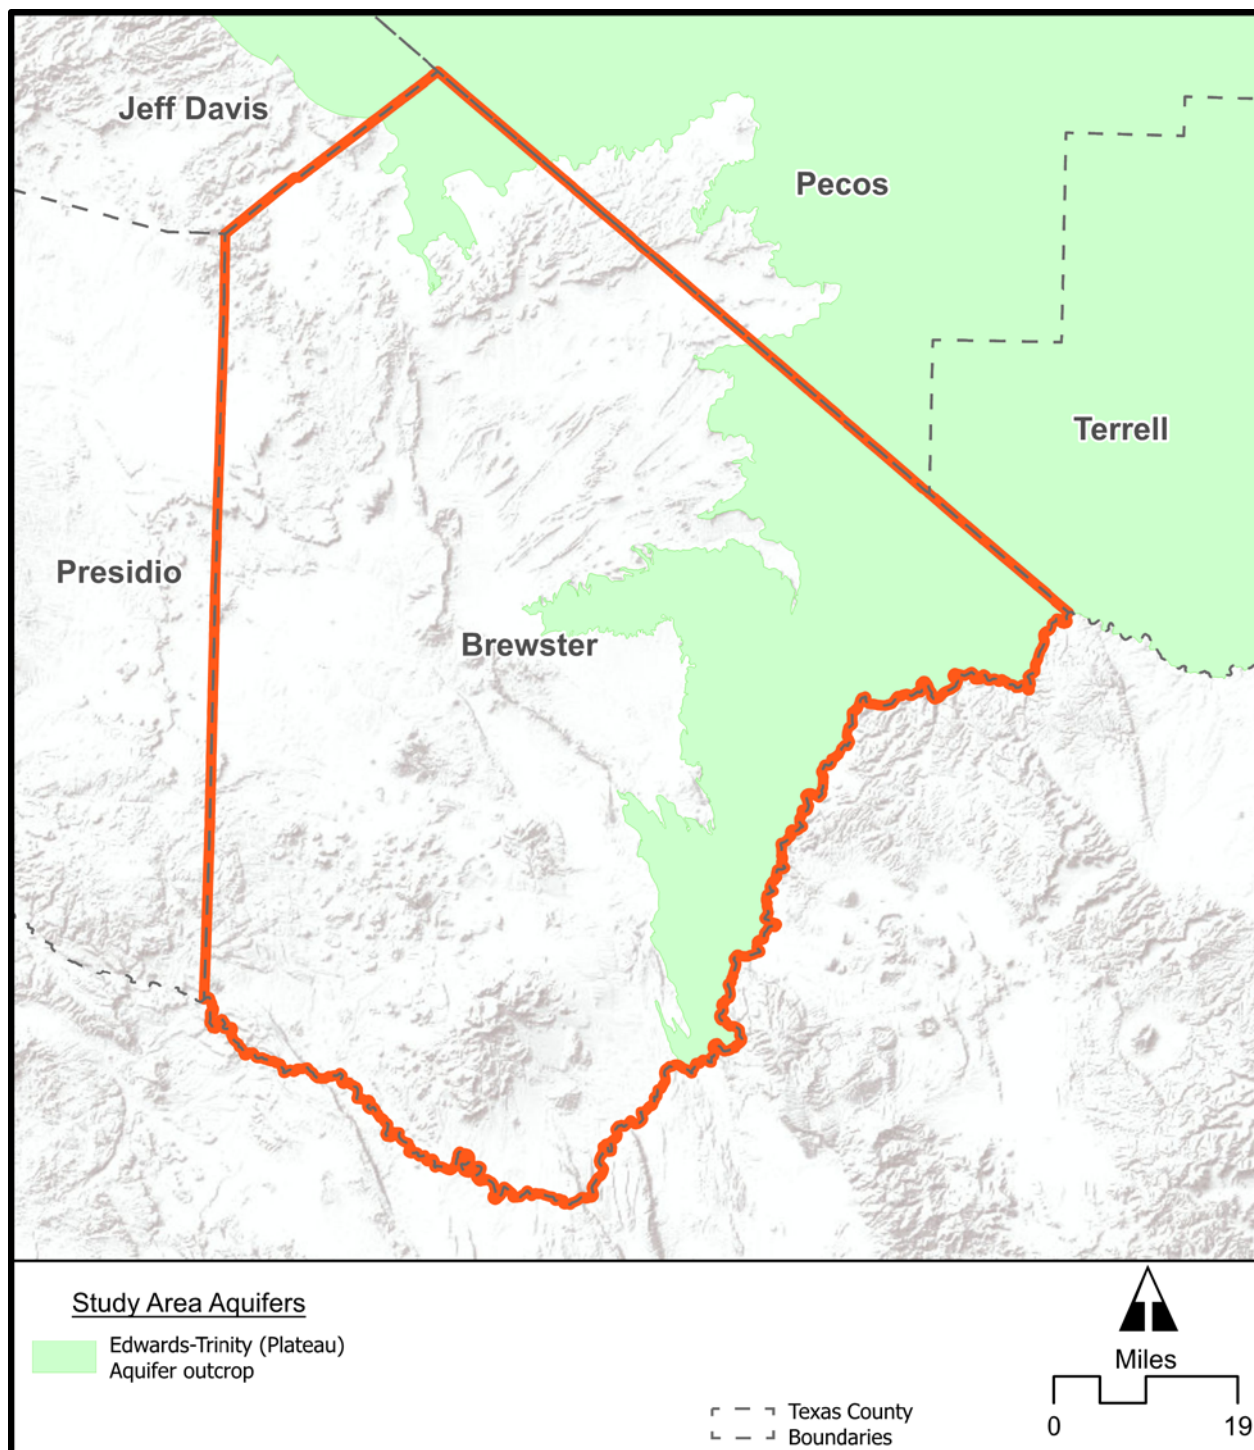 Jeff Davis
Pecos
Terrell
Presidio
Brewster
Study Area Aquifers
Edwards-Trinity (Plateau)
Aquifer outcrop
Texas County
Boundaries
Miles
0 19